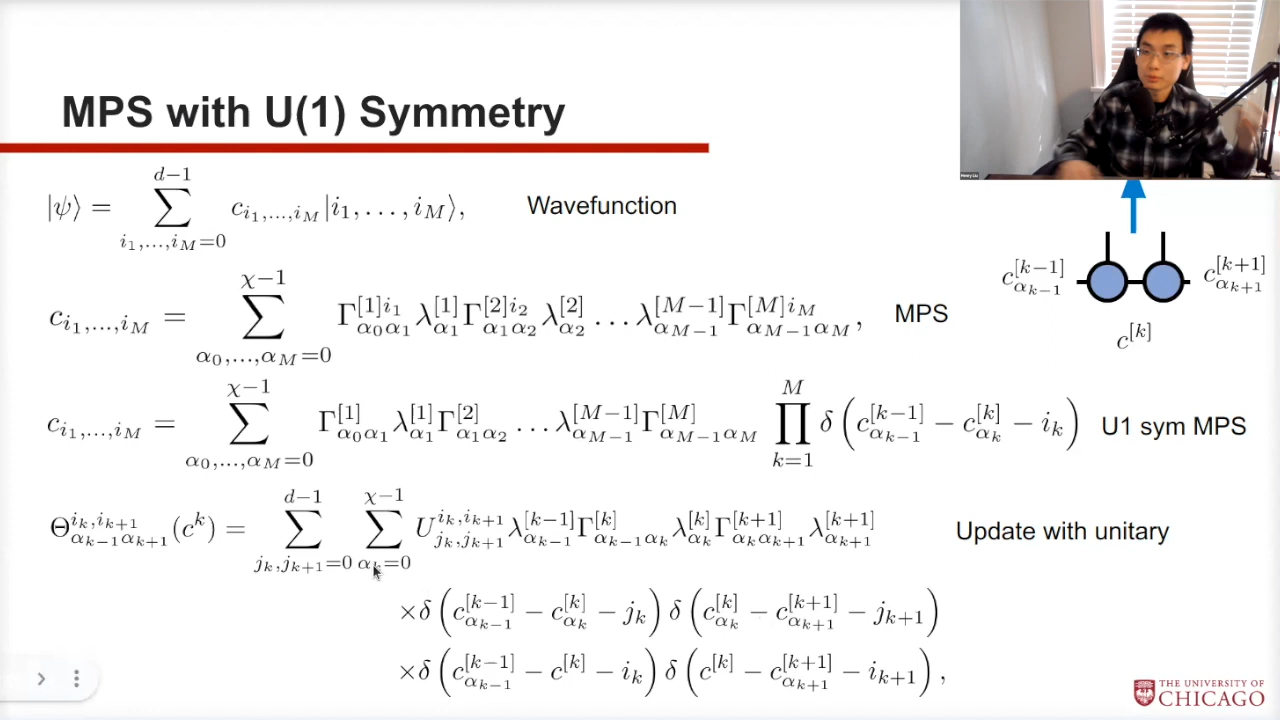 MPS with U(1) Symmetry
|ψ⟩ = \sum_{i_1,…,i_M=0}^{d−1} c_{i_1,…,i_M} |i_1, …, i_M⟩, Wavefunction
c_{i_1,…,i_M} = \sum_{α_0,…,α_M=0}^{χ−1} Γ^{[1]i_1}_{α_0α_1} λ^{[1]}_{α_1} Γ^{[2]i_2}_{α_1α_2} λ^{[2]}_{α_2} … λ^{[M−1]}_{α_{M−1}} Γ^{[M]i_M}_{α_{M−1}α_M}, MPS
c^{[k−1]}_{α_{k−1}} c^{[k+1]}_{α_{k+1}}
c^{[k]}
c_{i_1,…,i_M} = \sum_{α_0,…,α_M=0}^{χ−1} Γ^{[1]}_{α_0α_1} λ^{[1]}_{α_1} Γ^{[2]}_{α_1α_2} … λ^{[M−1]}_{α_{M−1}} Γ^{[M]}_{α_{M−1}α_M} \prod_{k=1}^{M} δ(c^{[k−1]}_{α_{k−1}} − c^{[k]}_{α_k} − i_k) U1 sym MPS
Θ^{i_k,i_{k+1}}_{α_{k−1}α_{k+1}}(c^k) = \sum_{j_k,j_{k+1}=0}^{d−1} \sum_{α_k=0}^{χ−1} U^{i_k,i_{k+1}}_{j_k,j_{k+1}} λ^{[k−1]}_{α_{k−1}} Γ^{[k]}_{α_{k−1}α_k} λ^{[k]}_{α_k} Γ^{[k+1]}_{α_kα_{k+1}} λ^{[k+1]}_{α_{k+1}} Update with unitary
×δ(c^{[k−1]}_{α_{k−1}} − c^{[k]}_{α_k} − j_k) δ(c^{[k]}_{α_k} − c^{[k+1]}_{α_{k+1}} − j_{k+1})
×δ(c^{[k−1]}_{α_{k−1}} − c^{[k]} − i_k) δ(c^{[k]} − c^{[k+1]}_{α_{k+1}} − i_{k+1}),
THE UNIVERSITY OF
CHICAGO